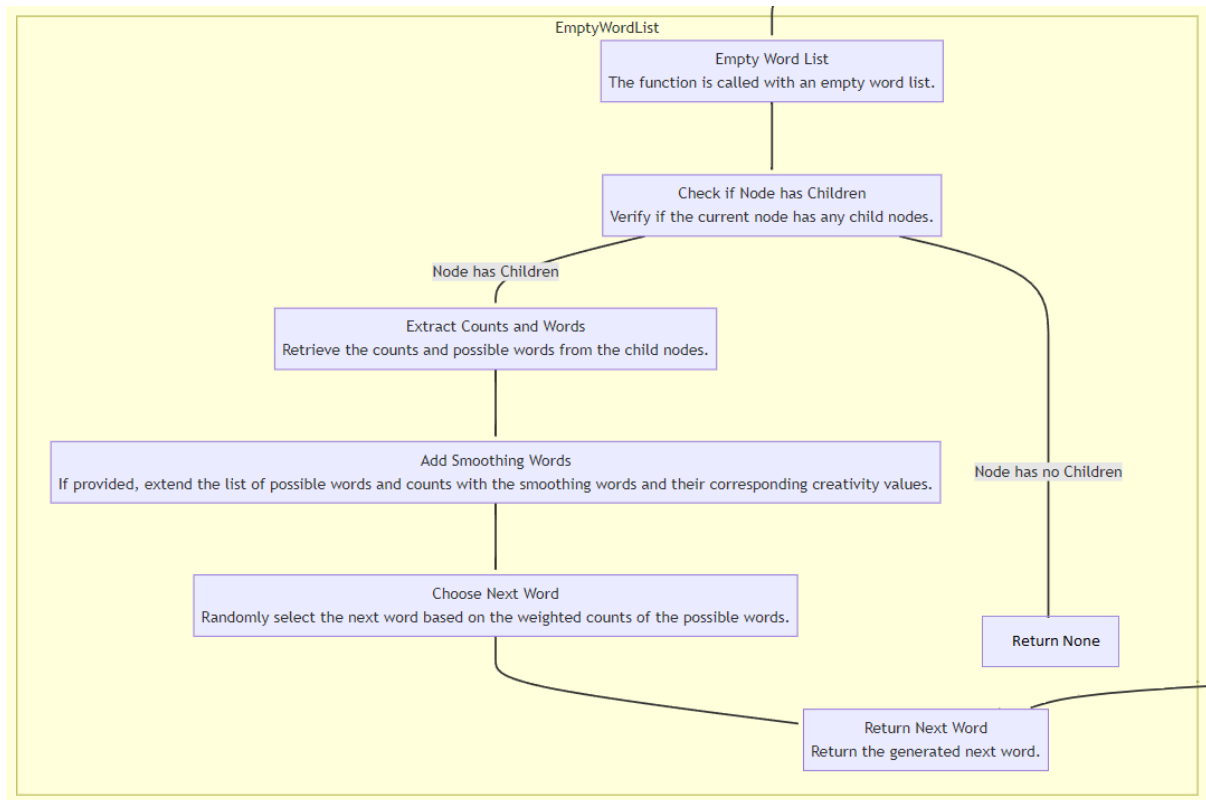 EmptyWordList
Empty Word List
The function is called with an empty word list.
Check if Node has Children
Verify if the current node has any child nodes.
Node has Children
Extract Counts and Words
Retrieve the counts and possible words from the child nodes.
Add Smoothing Words
If provided, extend the list of possible words and counts with the smoothing words and their corresponding creativity values.
Node has no Children
Choose Next Word
Randomly select the next word based on the weighted counts of the possible words.
Return None
Return Next Word
Return the generated next word.